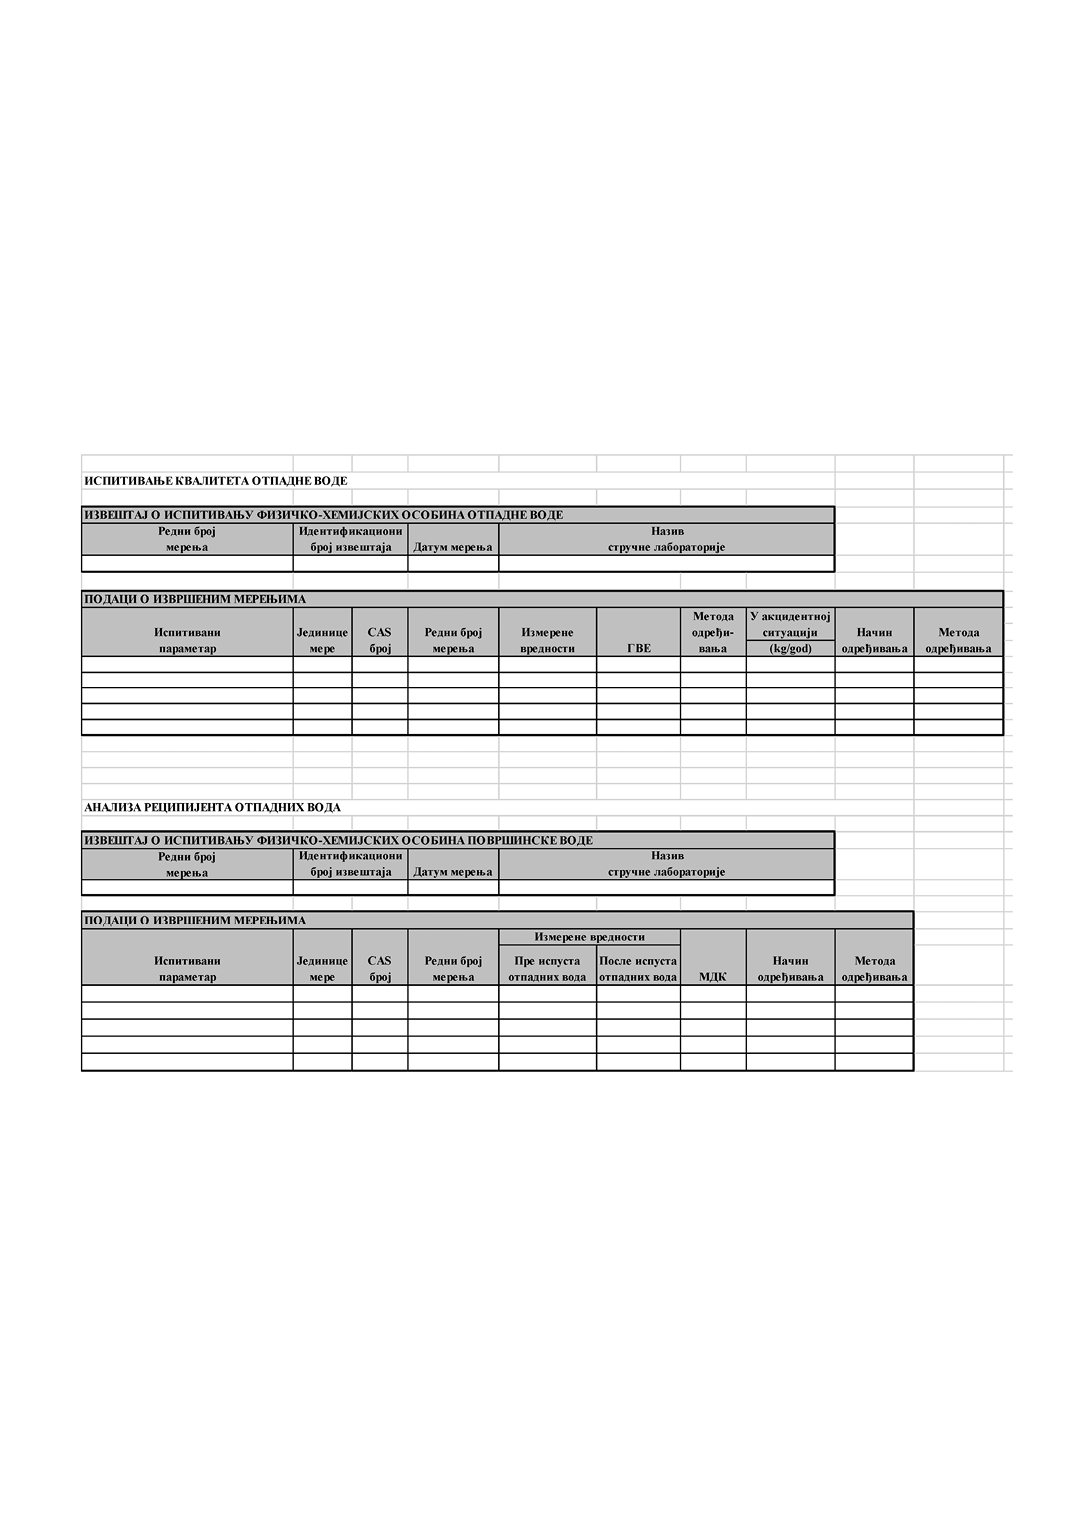 ИСПИТИВАЊЕ КВАЛИТЕТА ОТПАДНЕ ВОДЕ
ИЗВЕШТАЈ О ИСПИТИВАЊУ ФИЗИЧКО-ХЕМИЈСКИХ ОСОБИНА ОТПАДНЕ ВОДЕ
Редни број Идентификациони Назив
мерења број извештаја Датум мерења стручне лабораторије
ПОДАЦИ О ИЗВРШЕНИМ МЕРЕЊИМА
Метода У акцидентној
Испитивани Јединице CAS Редни број Измерене одређи- ситуацији Начин Метода
параметар мере број мерења вредности ГВЕ вања (kg/god) одређивања одређивања
АНАЛИЗА РЕЦИПИЈЕНТА ОТПАДНИХ ВОДА
ИЗВЕШТАЈ О ИСПИТИВАЊУ ФИЗИЧКО-ХЕМИЈСКИХ ОСОБИНА ПОВРШИНСКЕ ВОДЕ
Редни број Идентификациони Назив
мерења број извештаја Датум мерења стручне лабораторије
ПОДАЦИ О ИЗВРШЕНИМ МЕРЕЊИМА
Измерене вредности
Испитивани Јединице CAS Редни број Пре испуста После испуста Начин Метода
параметар мере број мерења отпадних вода отпадних вода МДК одређивања одређивања